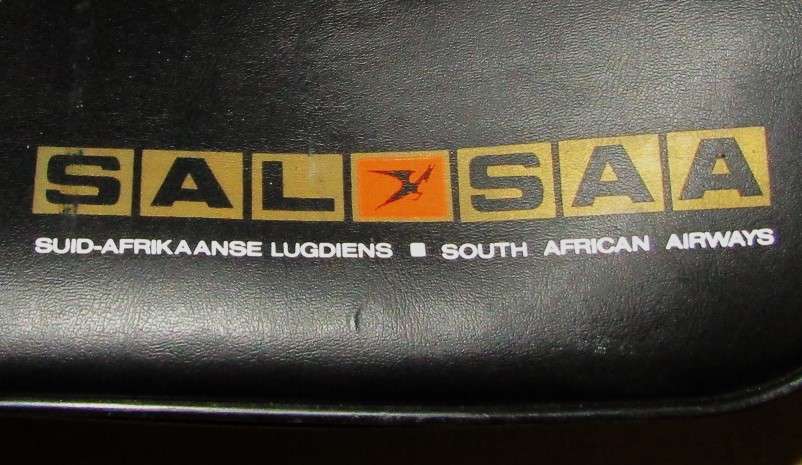 SAL SAA
SUID-AFRIKAANSE LUGDIENS ■ SOUTH AFRICAN AIRWAYS